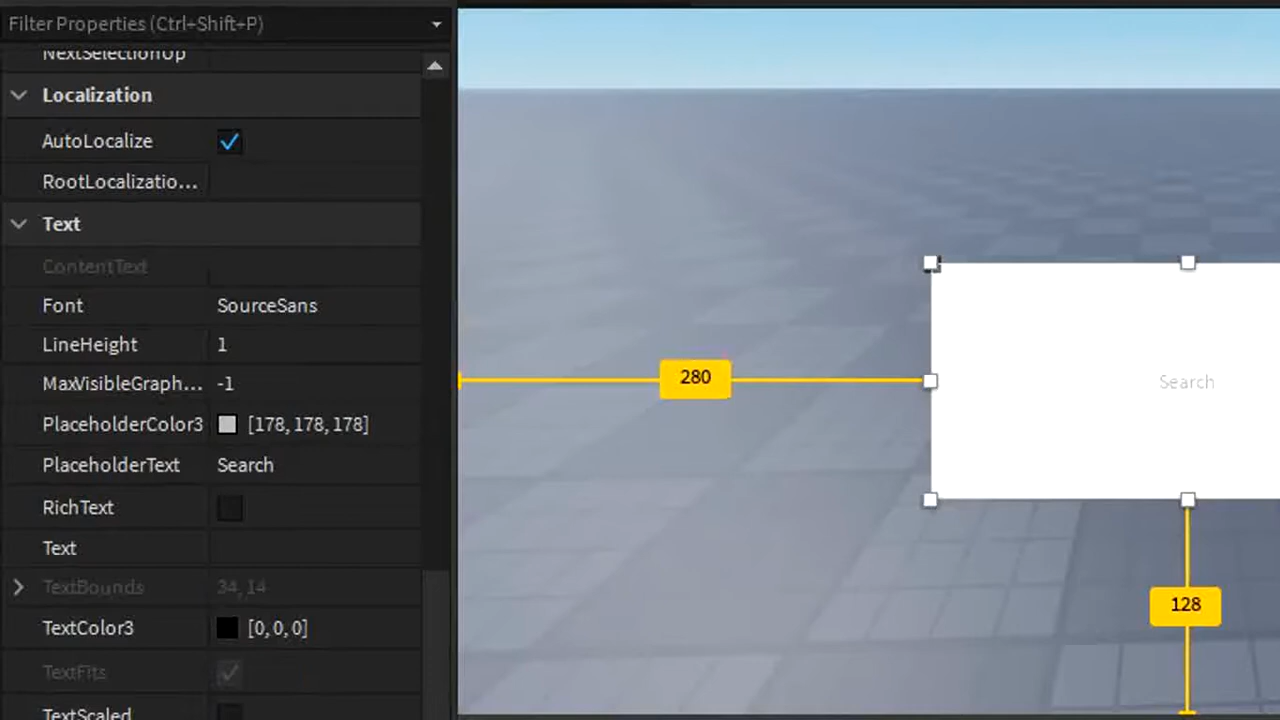 Filter Properties (Ctrl+Shift+P)
NextSelectionUp
Localization
AutoLocalize
RootLocalizatio...
Text
ContentText
Font SourceSans
LineHeight 1
MaxVisibleGraph... -1
PlaceholderColor3 [178, 178, 178]
PlaceholderText Search
RichText
Text
TextBounds 34, 14
TextColor3 [0, 0, 0]
TextFits
TextScaled
280
Search
128